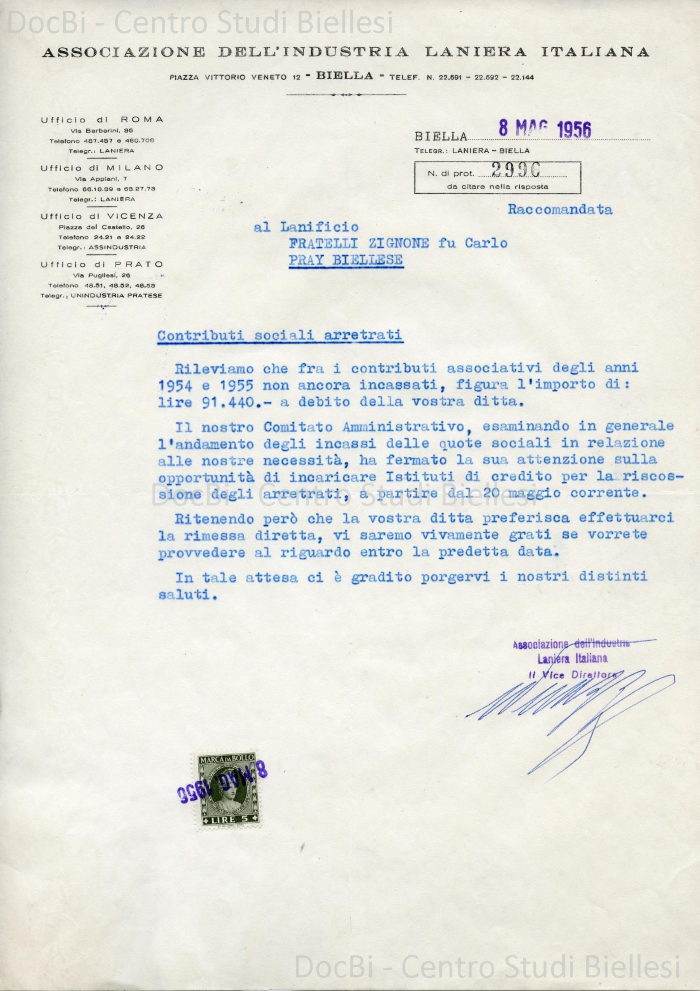 DocBi - Centro Studi Biellesi
ASSOCIAZIONE DELL'INDUSTRIA LANIERA ITALIANA
PIAZZA VITTORIO VENETO 12 - BIELLA - TELEF. N. 22.691 - 22.692 - 22.144
Ufficio di ROMA
Via Barberini, 86
Telefono 487.487 e 460.708
Telegr.: LANIERA
Ufficio di MILANO
Via Appiani, 7
Telefono 66.18.99 e 63.27.73
Telegr.: LANIERA
Ufficio di VICENZA
Piazza del Castello, 26
Telefono 24.21 e 24.22
Telegr.: ASSINDUSTRIA
Ufficio di PRATO
Via Pugliesi, 26
Telefono 48.51, 48.52, 48.53
Telegr., UNINDUSTRIA PRATESE
BIELLA 8 MAG 1956
TELEGR.: LANIERA - BIELLA
N. di prot. 2996
da citare nella risposta
Raccomandata
al Lanificio
FRATELLI ZIGNONE fu Carlo
PRAY BIELLESE
Contributi sociali arretrati
Rileviamo che fra i contributi associativi degli anni
1954 e 1955 non ancora incassati, figura l'importo di:
lire 91.440.- a debito della vostra ditta.
Il nostro Comitato Amministrativo, esaminando in generale
l'andamento degli incassi delle quote sociali in relazione
alle nostre necessità, ha fermato la sua attenzione sulla
opportunità di incaricare Istituti di credito per la riscos-
sione degli arretrati, a partire dal 20 maggio corrente.
DocBi - Centro Studi Biellesi
Ritenendo però che la vostra ditta preferisca effettuarci
la rimessa diretta, vi saremo vivamente grati se vorrete
provvedere al riguardo entro la predetta data.
In tale attesa ci è gradito porgervi i nostri distinti
saluti.
Associazione dell'Industria
Laniera Italiana
Il Vice Direttore
MARCA DA BOLLO
8 MAG 1956
LIRE 5
DocBi - Centro Studi Biellesi